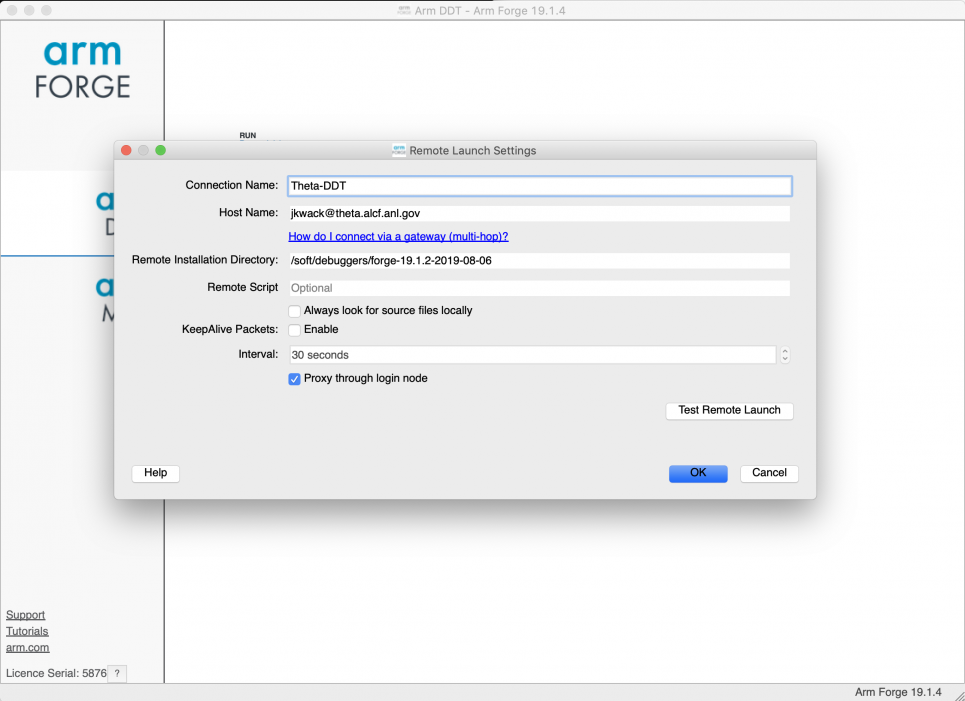 Arm DDT - Arm Forge 19.1.4
arm
FORGE
RUN
arm FORGE Remote Launch Settings
Connection Name: Theta-DDT
Host Name: jkwack@theta.alcf.anl.gov
How do I connect via a gateway (multi-hop)?
Remote Installation Directory: /soft/debuggers/forge-19.1.2-2019-08-06
Remote Script Optional
Always look for source files locally
KeepAlive Packets: Enable
Interval: 30 seconds
Proxy through login node
Test Remote Launch
Help OK Cancel
Support
Tutorials
arm.com
Licence Serial: 5876 ?
Arm Forge 19.1.4